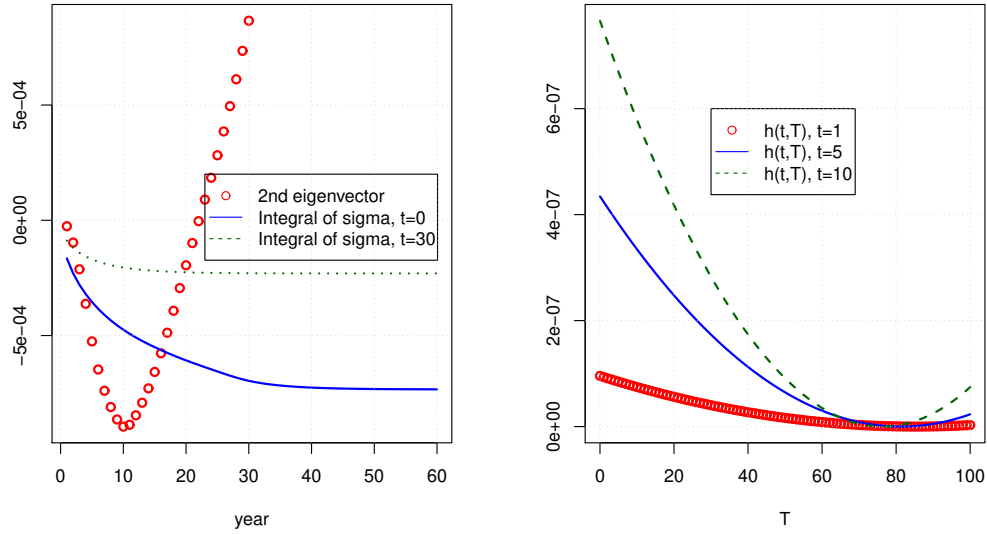 5e−04
0e+00
−5e−04
2nd eigenvector
Integral of sigma, t=0
Integral of sigma, t=30
0 10 20 30 40 50 60
year
6e−07
4e−07
2e−07
0e+00
h(t,T), t=1
h(t,T), t=5
h(t,T), t=10
0 20 40 60 80 100
T